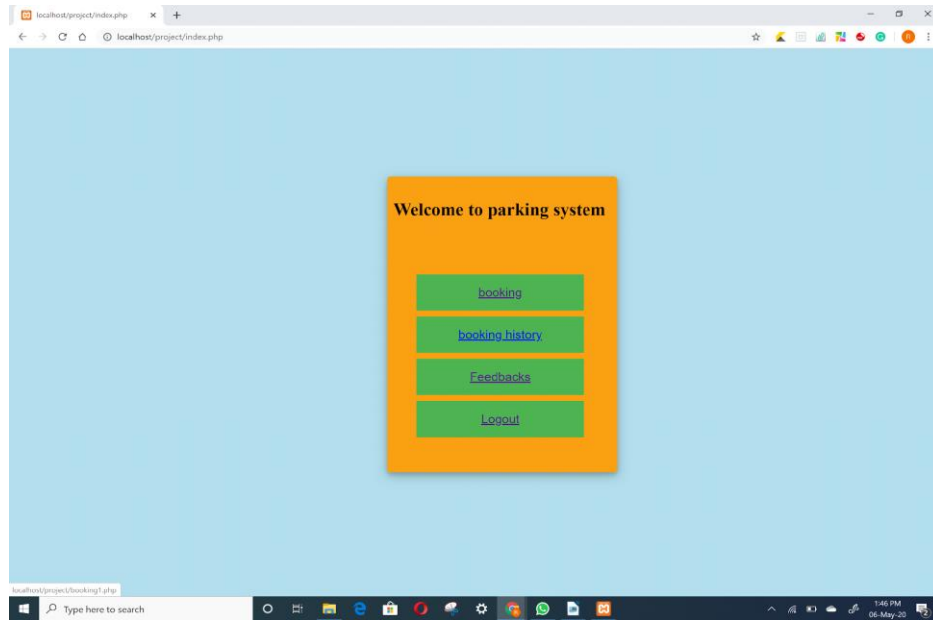 localhost/project/index.php
localhost/project/index.php
Welcome to parking system
booking
booking history
Feedbacks
Logout
localhost/project/booking1.php
Type here to search
1:46 PM
06-May-20